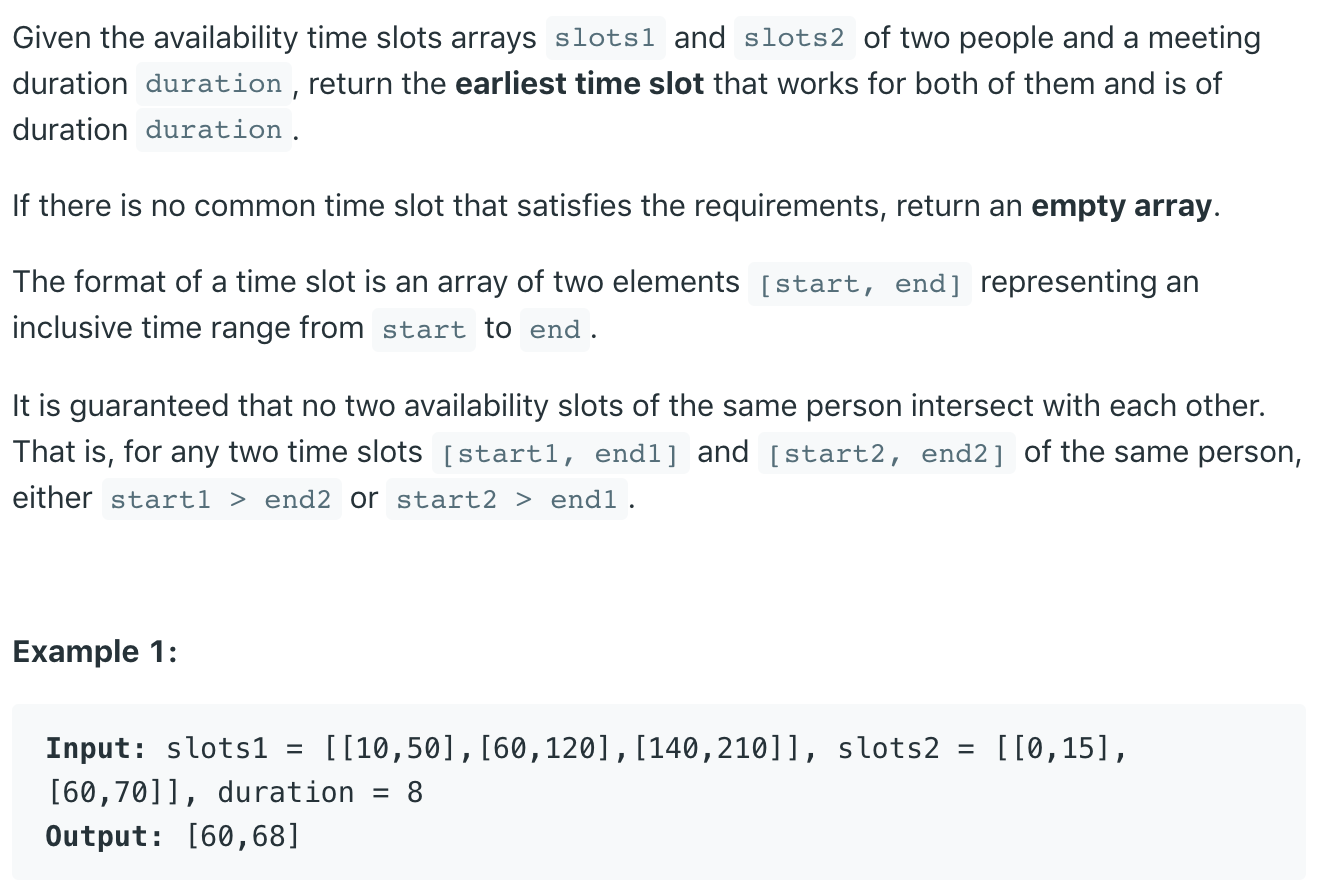 Given the availability time slots arrays slots1 and slots2 of two people and a meeting
duration duration, return the earliest time slot that works for both of them and is of
duration duration.
If there is no common time slot that satisfies the requirements, return an empty array.
The format of a time slot is an array of two elements [start, end] representing an
inclusive time range from start to end.
It is guaranteed that no two availability slots of the same person intersect with each other.
That is, for any two time slots [start1, end1] and [start2, end2] of the same person,
either start1 > end2 or start2 > end1.
Example 1:
Input: slots1 = [[10,50],[60,120],[140,210]], slots2 = [[0,15],
[60,70]], duration = 8
Output: [60,68]